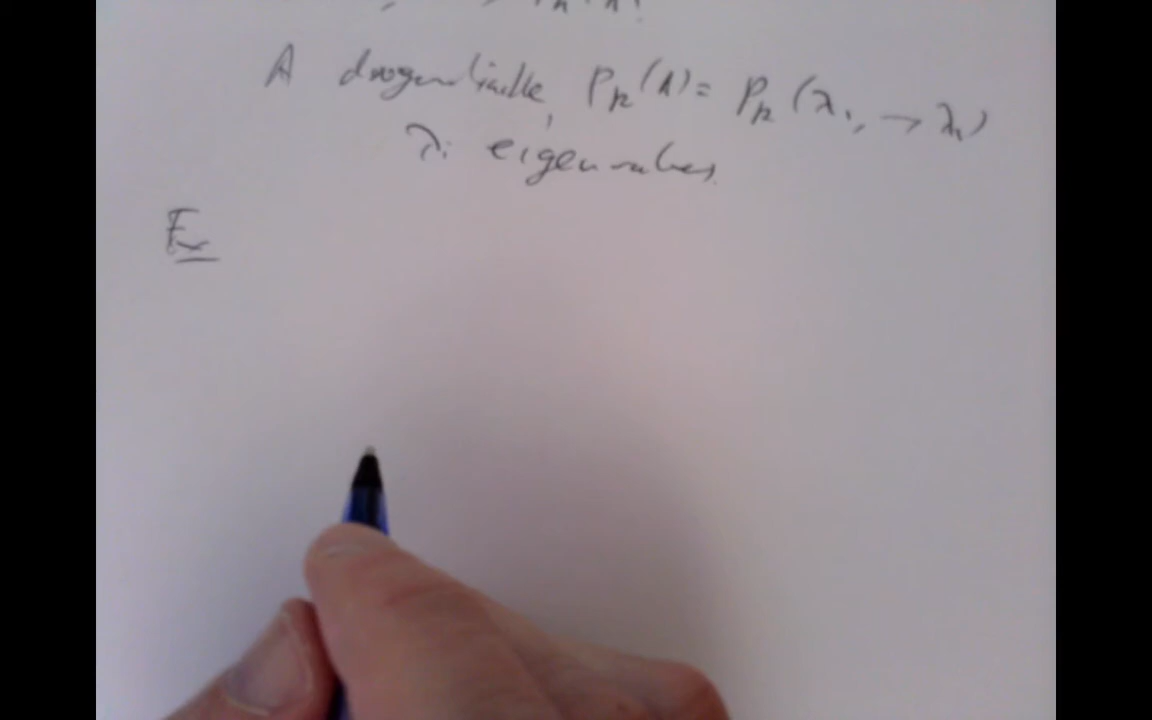 A diagonalizable, P_k(A) = P_k(λ_1, → λ_n)
λ_i eigenvalues.
Ex